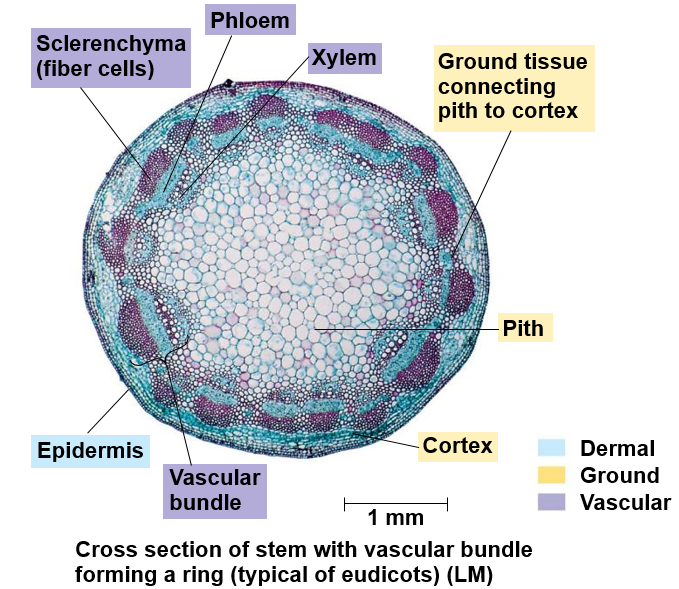 Phloem
Sclerenchyma
(fiber cells)
Xylem
Ground tissue
connecting
pith to cortex
Pith
Epidermis
Cortex
Vascular
bundle
Dermal
Ground
Vascular
1 mm
Cross section of stem with vascular bundle
forming a ring (typical of eudicots) (LM)